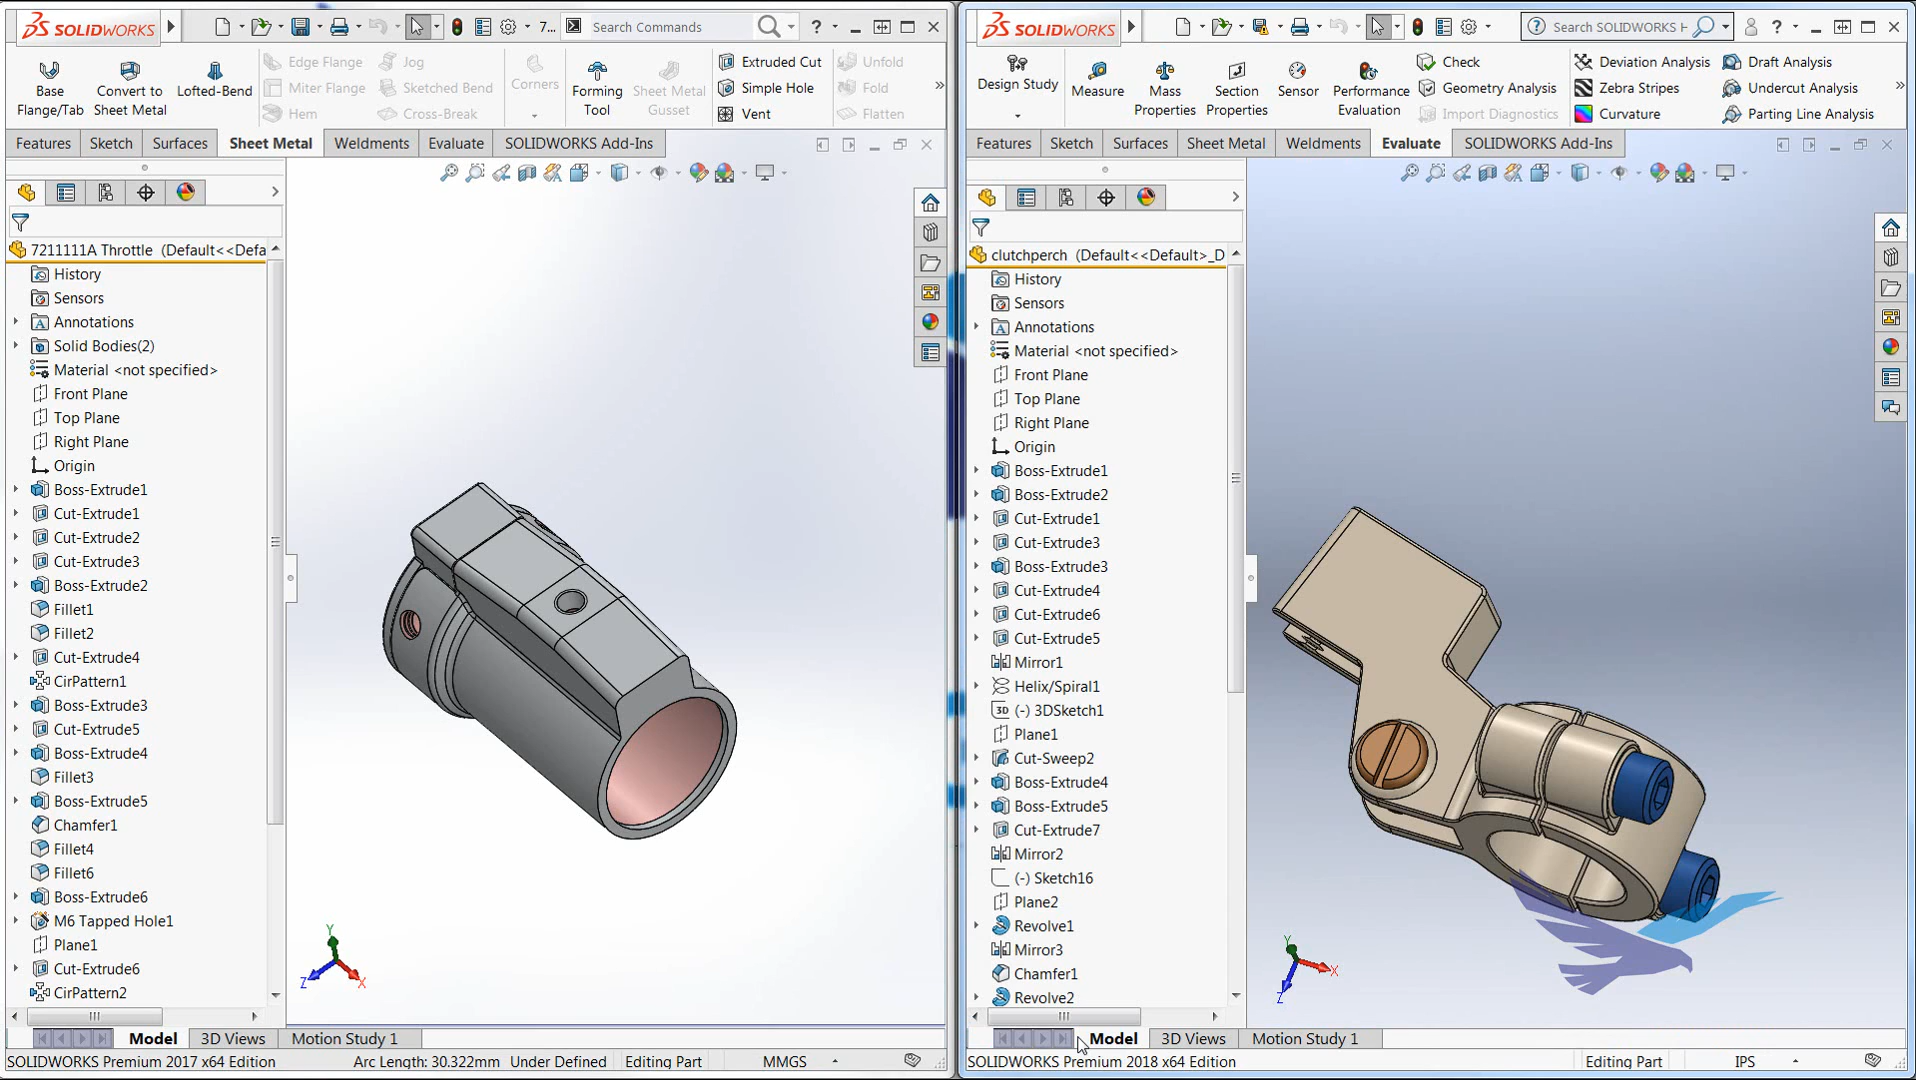 SOLIDWORKS
7...
Search Commands
?
Base Flange/Tab
Convert to Sheet Metal
Lofted-Bend
Edge Flange
Miter Flange
Hem
Jog
Sketched Bend
Cross-Break
Corners
Forming Tool
Sheet Metal Gusset
Extruded Cut
Simple Hole
Vent
Unfold
Fold
Flatten
»
Features
Sketch
Surfaces
Sheet Metal
Weldments
Evaluate
SOLIDWORKS Add-Ins
7211111A Throttle (Default<<Defa
History
Sensors
Annotations
Solid Bodies(2)
Material <not specified>
Front Plane
Top Plane
Right Plane
Origin
Boss-Extrude1
Cut-Extrude1
Cut-Extrude2
Cut-Extrude3
Boss-Extrude2
Fillet1
Fillet2
Cut-Extrude4
CirPattern1
Boss-Extrude3
Cut-Extrude5
Boss-Extrude4
Fillet3
Boss-Extrude5
Chamfer1
Fillet4
Fillet6
Boss-Extrude6
M6 Tapped Hole1
Plane1
Cut-Extrude6
CirPattern2
Y
Z
X
Model
3D Views
Motion Study 1
SOLIDWORKS Premium 2017 x64 Edition
Arc Length: 30.322mm
Under Defined
Editing Part
MMGS
SOLIDWORKS
Search SOLIDWORKS H
?
Design Study
Measure
Mass Properties
Section Properties
Sensor
Performance Evaluation
Check
Geometry Analysis
Import Diagnostics
Deviation Analysis
Zebra Stripes
Curvature
Draft Analysis
Undercut Analysis
Parting Line Analysis
»
Features
Sketch
Surfaces
Sheet Metal
Weldments
Evaluate
SOLIDWORKS Add-Ins
clutchperch (Default<<Default>_D
History
Sensors
Annotations
Material <not specified>
Front Plane
Top Plane
Right Plane
Origin
Boss-Extrude1
Boss-Extrude2
Cut-Extrude1
Cut-Extrude3
Boss-Extrude3
Cut-Extrude4
Cut-Extrude6
Cut-Extrude5
Mirror1
Helix/Spiral1
3D (-) 3DSketch1
Plane1
Cut-Sweep2
Boss-Extrude4
Boss-Extrude5
Cut-Extrude7
Mirror2
(-) Sketch16
Plane2
Revolve1
Mirror3
Chamfer1
Revolve2
Y
X
Z
Model
3D Views
Motion Study 1
SOLIDWORKS Premium 2018 x64 Edition
Editing Part
IPS